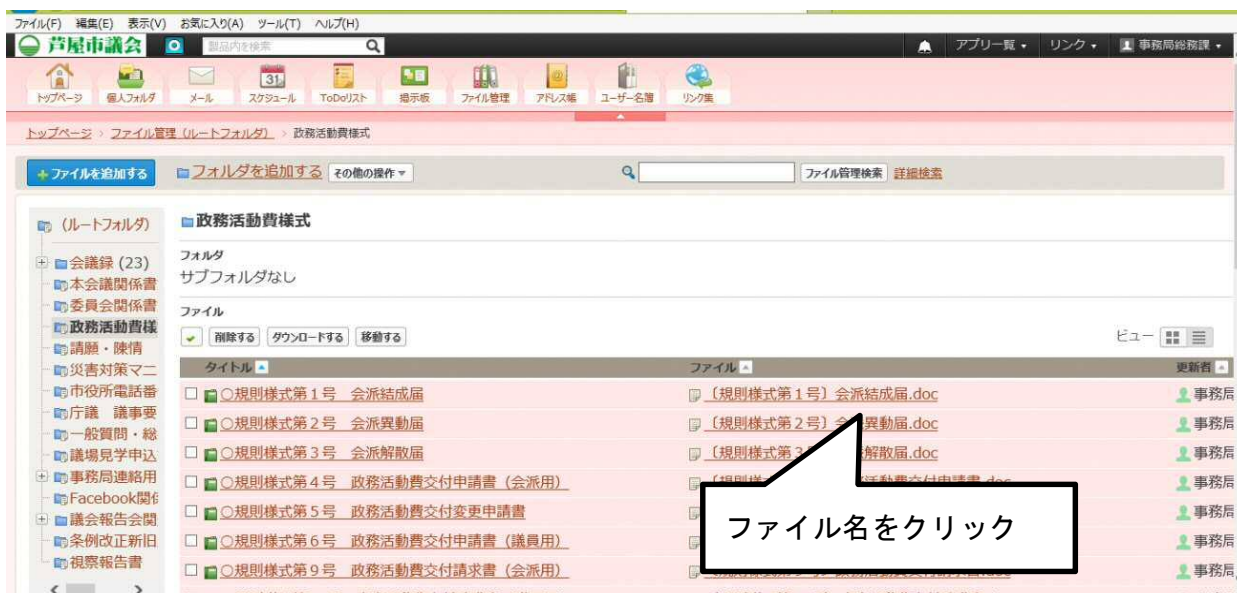 ファイル(F) 編集(E) 表示(V) お気に入り(A) ツール(T) ヘルプ(H)
芦屋市議会 製品内を検索 アプリ一覧 リンク 事務局総務課
31
トップページ 個人フォルダ メール スケジュール ToDoリスト 掲示板 ファイル管理 アドレス帳 ユーザー名簿 リンク集
トップページ > ファイル管理 (ルートフォルダ) > 政務活動費様式
+ファイルを追加する フォルダを追加する その他の操作 ファイル管理検索 詳細検索
(ルートフォルダ)
会議録 (23)
本会議関係書
委員会関係書
政務活動費様
請願・陳情
災害対策マニ
市役所電話番
庁議 議事要
一般質問・総
議場見学申込
事務局連絡用
Facebook関係
議会報告会関
条例改正新旧
視察報告書
政務活動費様式
フォルダ
サブフォルダなし
ファイル
削除する ダウンロードする 移動する ビュー
タイトル ファイル 更新者
○規則様式第1号 会派結成届 〔規則様式第1号〕会派結成届.doc 事務局
○規則様式第2号 会派異動届 〔規則様式第2号〕会 異動届.doc 事務局
○規則様式第3号 会派解散届 〔規則様式第3 解散届.doc 事務局
○規則様式第4号 政務活動費交付申請書(会派用) 事務局
○規則様式第5号 政務活動費交付変更申請書 事務局
○規則様式第6号 政務活動費交付申請書(議員用) 事務局
○規則様式第9号 政務活動費交付請求書(会派用) 事務局
ファイル名をクリック